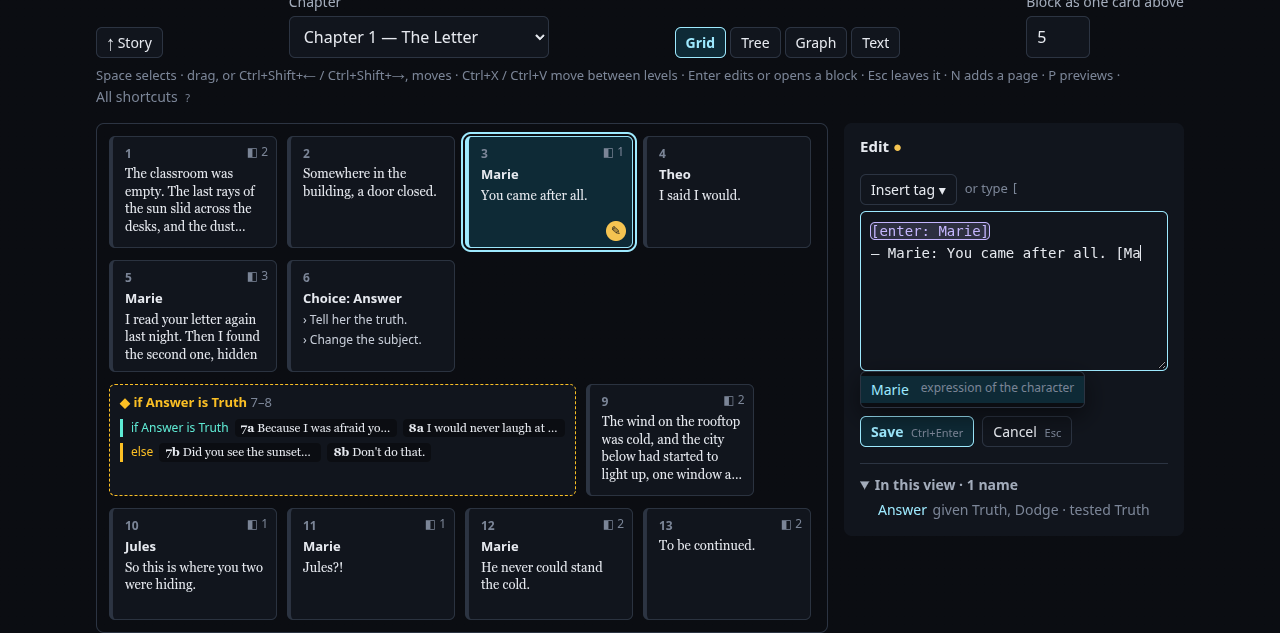 Chapter
Block as one card above
↑ Story
Chapter 1 — The Letter
Grid
Tree
Graph
Text
5
Space selects · drag, or Ctrl+Shift+← / Ctrl+Shift+→, moves · Ctrl+X / Ctrl+V move between levels · Enter edits or opens a block · Esc leaves it · N adds a page · P previews ·
All shortcuts ?
1
◧ 2
The classroom was
empty. The last rays of
the sun slid across the
desks, and the dust...
2
Somewhere in the
building, a door closed.
3
◧ 1
Marie
You came after all.
✎
4
Theo
I said I would.
5
◧ 3
Marie
I read your letter again
last night. Then I found
the second one, hidden
6
Choice: Answer
› Tell her the truth.
› Change the subject.
◆ if Answer is Truth 7–8
if Answer is Truth 7a Because I was afraid yo... 8a I would never laugh at ...
else 7b Did you see the sunset... 8b Don't do that.
9
◧ 2
The wind on the rooftop
was cold, and the city
below had started to
light up, one window a...
10
◧ 1
Jules
So this is where you two
were hiding.
11
◧ 1
Marie
Jules?!
12
◧ 2
Marie
He never could stand
the cold.
13
◧ 2
To be continued.
Edit ●
Insert tag ▾ or type [
[enter: Marie]
— Marie: You came after all. [Ma
Marie expression of the character
Save Ctrl+Enter
Cancel Esc
▼ In this view · 1 name
Answer given Truth, Dodge · tested Truth